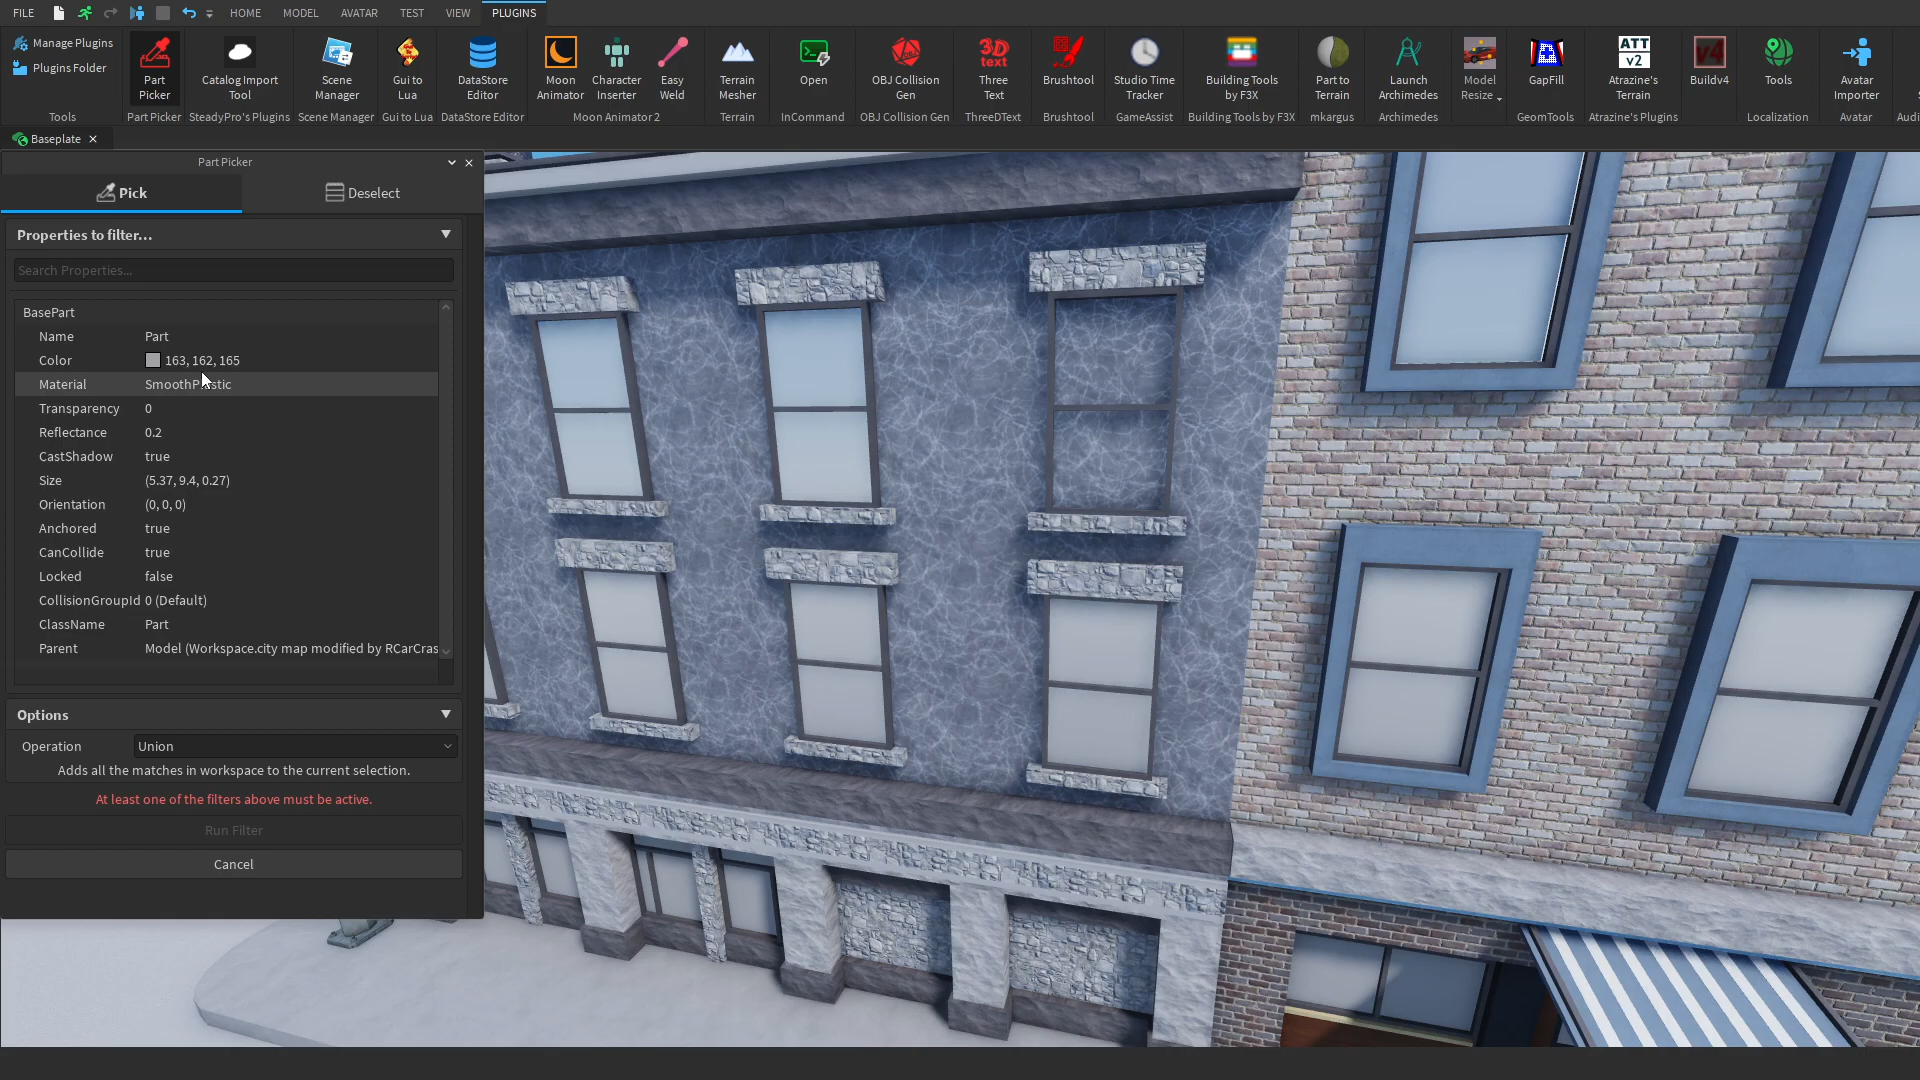 FILE
HOME
MODEL
AVATAR
TEST
VIEW
PLUGINS
Manage Plugins
Plugins Folder
Tools
Part
Picker
Part Picker
Catalog Import
Tool
SteadyPro's Plugins
Scene
Manager
Scene Manager
Gui to
Lua
Gui to Lua
DataStore
Editor
DataStore Editor
Moon
Animator
Character
Inserter
Easy
Weld
Moon Animator 2
Terrain
Mesher
Terrain
Open
InCommand
OBJ Collision
Gen
OBJ Collision Gen
3D
text
Three
Text
ThreeDText
Brushtool
Brushtool
Studio Time
Tracker
GameAssist
Building Tools
by F3X
Building Tools by F3X
Part to
Terrain
mkargus
Launch
Archimedes
Archimedes
Model
Resize
GapFill
GeomTools
ATT
v2
Atrazine's
Terrain
Atrazine's Plugins
v4
Buildv4
Tools
Localization
Avatar
Importer
Avatar
Baseplate
Part Picker
Pick
Deselect
Properties to filter...
Search Properties...
BasePart
Name Part
Color 163, 162, 165
Material
Transparency 0
Reflectance 0.2
CastShadow true
Size (5.37, 9.4, 0.27)
Orientation (0, 0, 0)
Anchored true
CanCollide true
Locked false
CollisionGroupId 0 (Default)
ClassName Part
Parent Model (Workspace.city map modified by RCarCras
Options
Operation Union
Adds all the matches in workspace to the current selection.
At least one of the filters above must be active.
Run Filter
Cancel